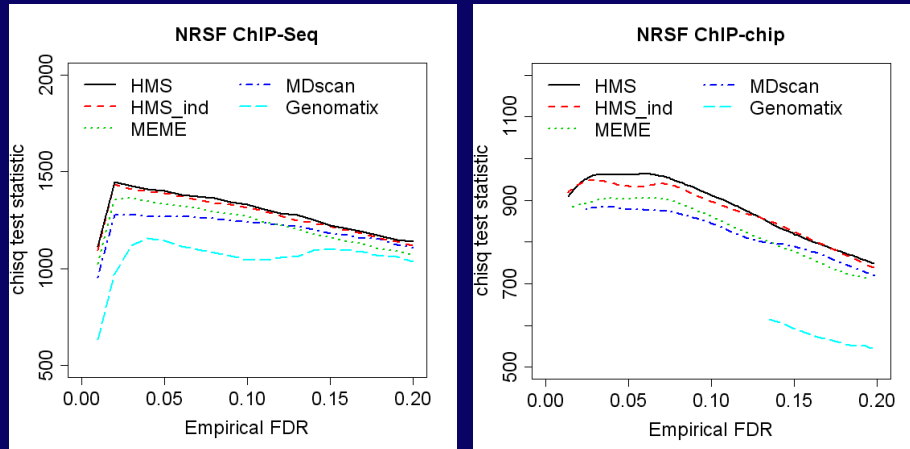 NRSF ChIP-Seq
chisq test statistic
2000
1500
1000
500
HMS
HMS_ind
MEME
MDscan
Genomatix
0.00 0.05 0.10 0.15 0.20
Empirical FDR
NRSF ChIP-chip
chisq test statistic
1100
900
700
500
HMS
HMS_ind
MEME
MDscan
Genomatix
0.00 0.05 0.10 0.15 0.20
Empirical FDR